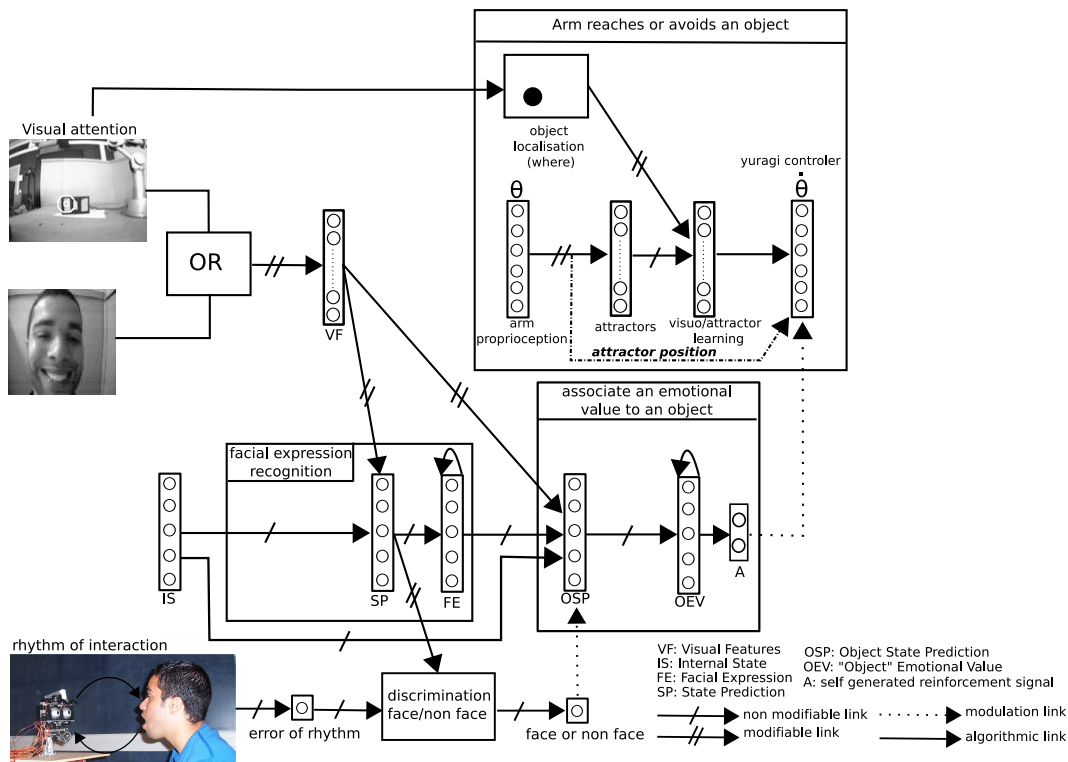 Arm reaches or avoids an object
Visual attention
object
localisation
(where)
yuragi controler
θ
θ
OR
VF
arm
proprioception
attractors
visuo/attractor
learning
attractor position
associate an emotional
value to an object
facial expression
recognition
IS
SP
FE
OSP
OEV
A
rhythm of interaction
error of rhythm
discrimination
face/non face
face or non face
VF: Visual Features
IS: Internal State
FE: Facial Expression
SP: State Prediction
OSP: Object State Prediction
OEV: "Object" Emotional Value
A: self generated reinforcement signal
non modifiable link
modifiable link
modulation link
algorithmic link